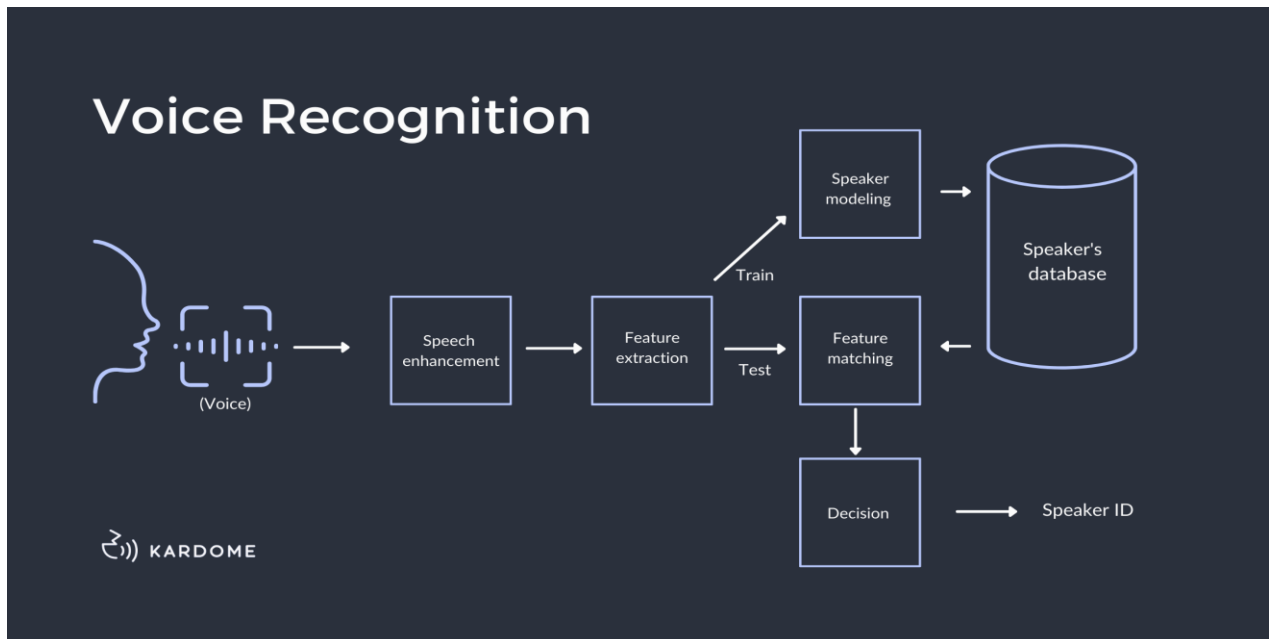 Voice Recognition
Speaker
modeling
Speaker's
database
Train
Speech
enhancement
Feature
extraction
Feature
matching
Test
(Voice)
Decision
Speaker ID
KARDOME